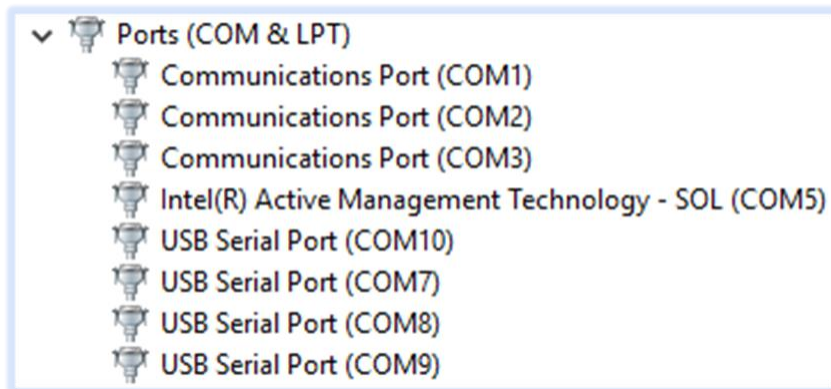 Ports (COM & LPT)
Communications Port (COM1)
Communications Port (COM2)
Communications Port (COM3)
Intel(R) Active Management Technology - SOL (COM5)
USB Serial Port (COM10)
USB Serial Port (COM7)
USB Serial Port (COM8)
USB Serial Port (COM9)